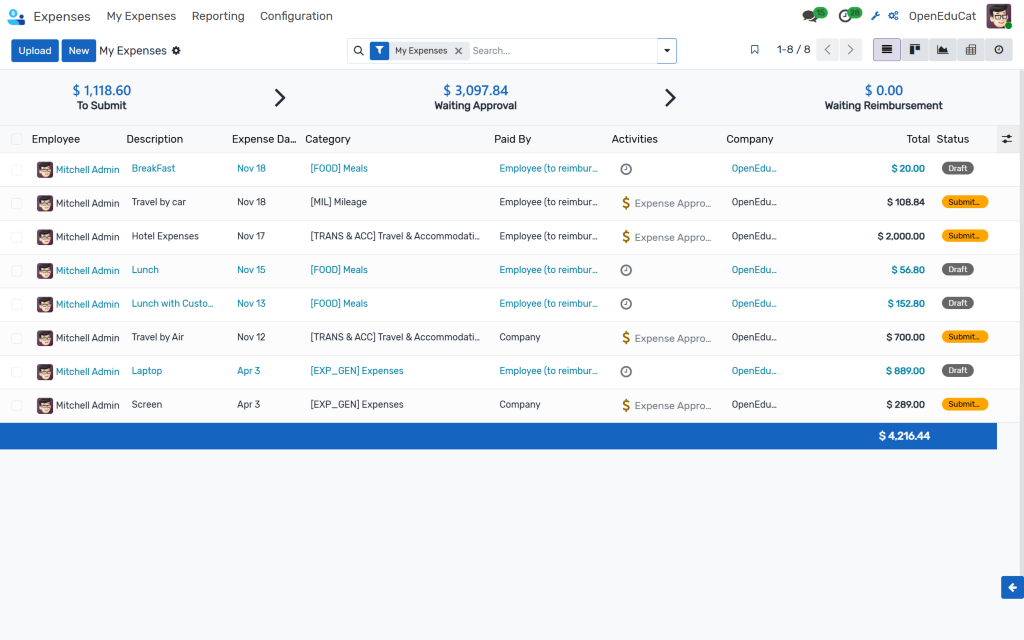 Expenses My Expenses Reporting Configuration 15 28 OpenEduCat
Upload New My Expenses My Expenses Search... 1-8 / 8
$ 1,118.60 $ 3,097.84 $ 0.00
To Submit Waiting Approval Waiting Reimbursement
Employee Description Expense Da... Category Paid By Activities Company Total Status
Mitchell Admin BreakFast Nov 18 [FOOD] Meals Employee (to reimbur... OpenEdu... $ 20.00 Draft
Mitchell Admin Travel by car Nov 18 [MIL] Mileage Employee (to reimbur... Expense Appro... OpenEdu... $ 108.84 Submit...
Mitchell Admin Hotel Expenses Nov 17 [TRANS & ACC] Travel & Accommodati... Employee (to reimbur... Expense Appro... OpenEdu... $ 2,000.00 Submit...
Mitchell Admin Lunch Nov 15 [FOOD] Meals Employee (to reimbur... OpenEdu... $ 56.80 Draft
Mitchell Admin Lunch with Custo... Nov 13 [FOOD] Meals Employee (to reimbur... OpenEdu... $ 152.80 Draft
Mitchell Admin Travel by Air Nov 12 [TRANS & ACC] Travel & Accommodati... Company Expense Appro... OpenEdu... $ 700.00 Submit...
Mitchell Admin Laptop Apr 3 [EXP_GEN] Expenses Employee (to reimbur... OpenEdu... $ 889.00 Draft
Mitchell Admin Screen Apr 3 [EXP_GEN] Expenses Company Expense Appro... OpenEdu... $ 289.00 Submit...
$ 4,216.44